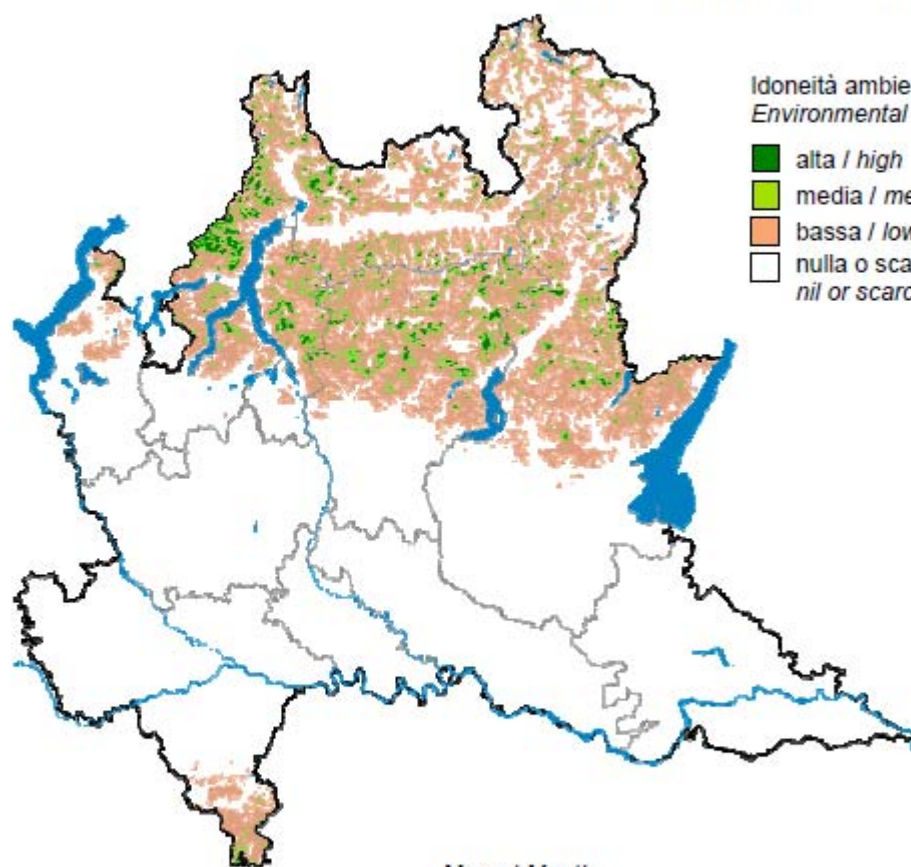 Idoneità ambie
Environmental
alta / high
media / me
bassa / low
nulla o sca
nil or scarc